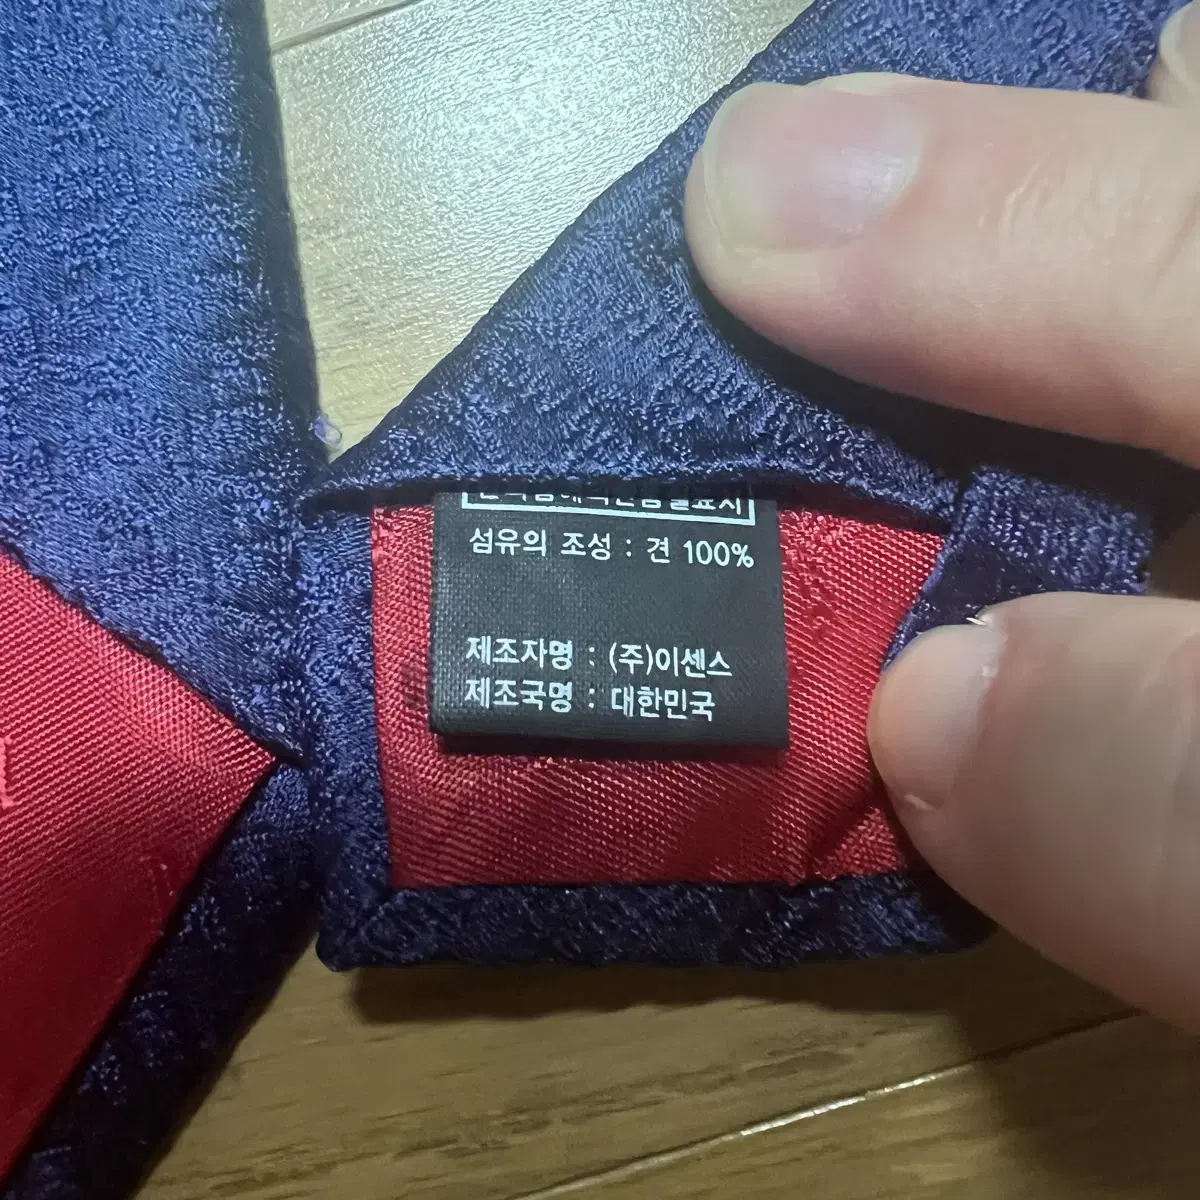 섬유의 조성 : 견 100%
제조자명 : (주)이센스
제조국명 : 대한민국